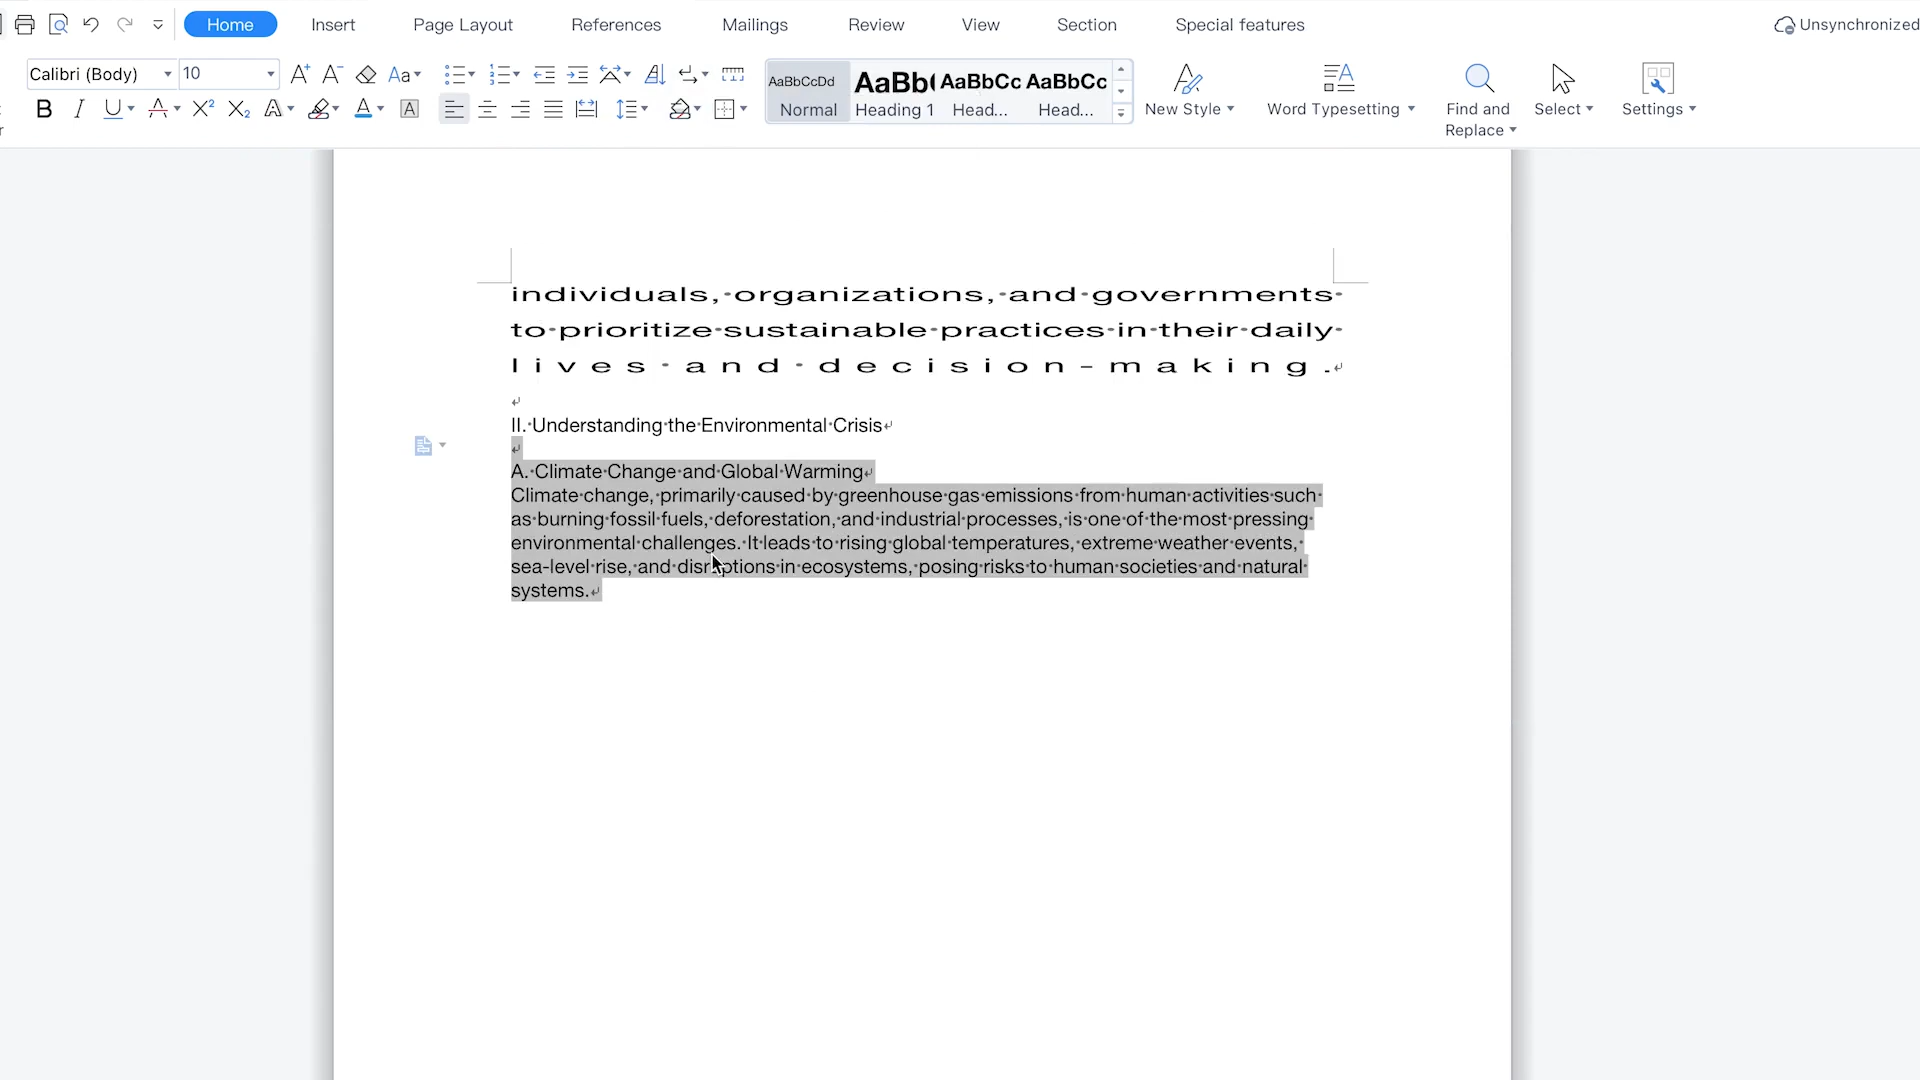 Home
Insert
Page Layout
References
Mailings
Review
View
Section
Special features
Unsynchronized
Calibri (Body)
10
AaBbCcDd
AaBb(
AaBbCc
AaBbCc
Normal
Heading 1
Head...
Head...
New Style
Word Typesetting
Find and
Replace
Select
Settings
individuals, organizations, and governments
to prioritize sustainable practices in their daily
lives and decision-making.
II. Understanding the Environmental Crisis
A. Climate Change and Global Warming
Climate change, primarily caused by greenhouse gas emissions from human activities such
as burning fossil fuels, deforestation, and industrial processes, is one of the most pressing
environmental challenges. It leads to rising global temperatures, extreme weather events,
sea-level rise, and disruptions in ecosystems, posing risks to human societies and natural
systems.